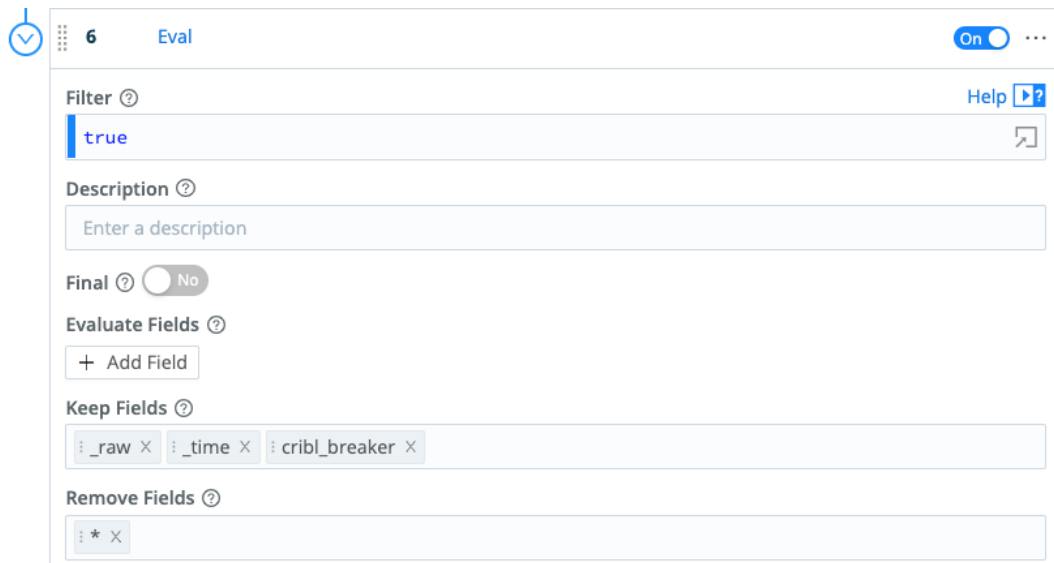 6 Eval On ...
Filter ? Help ?
true
Description ?
Enter a description
Final ? No
Evaluate Fields ?
+ Add Field
Keep Fields ?
_raw X _time X cribl_breaker X
Remove Fields ?
* X